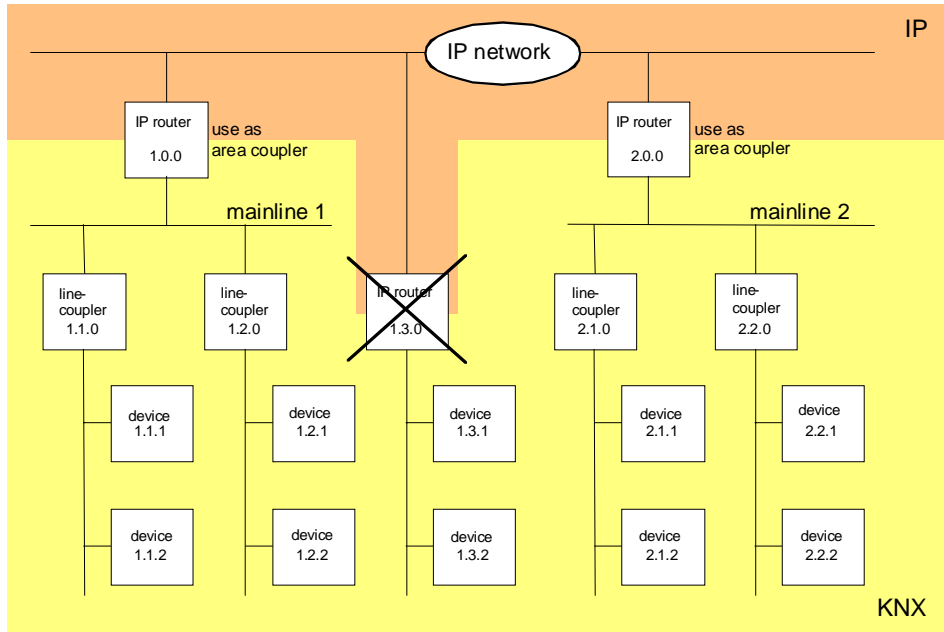 IP
IP network
IP router
1.0.0
use as
area coupler
IP router
2.0.0
use as
area coupler
mainline 1
mainline 2
line-
coupler
1.1.0
line-
coupler
1.2.0
IP router
1.3.0
line-
coupler
2.1.0
line-
coupler
2.2.0
device
1.1.1
device
1.2.1
device
1.3.1
device
2.1.1
device
2.2.1
device
1.1.2
device
1.2.2
device
1.3.2
device
2.1.2
device
2.2.2
KNX